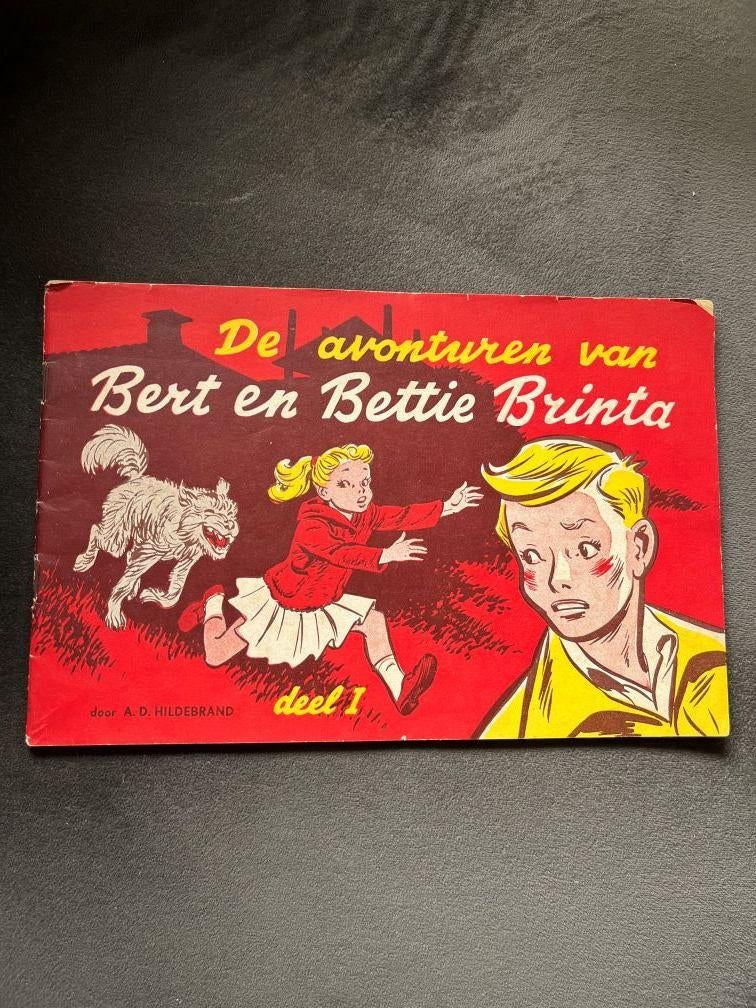 De avonturen van
Bert en Bettie Brinta
deel I
door A. D. HILDEBRAND